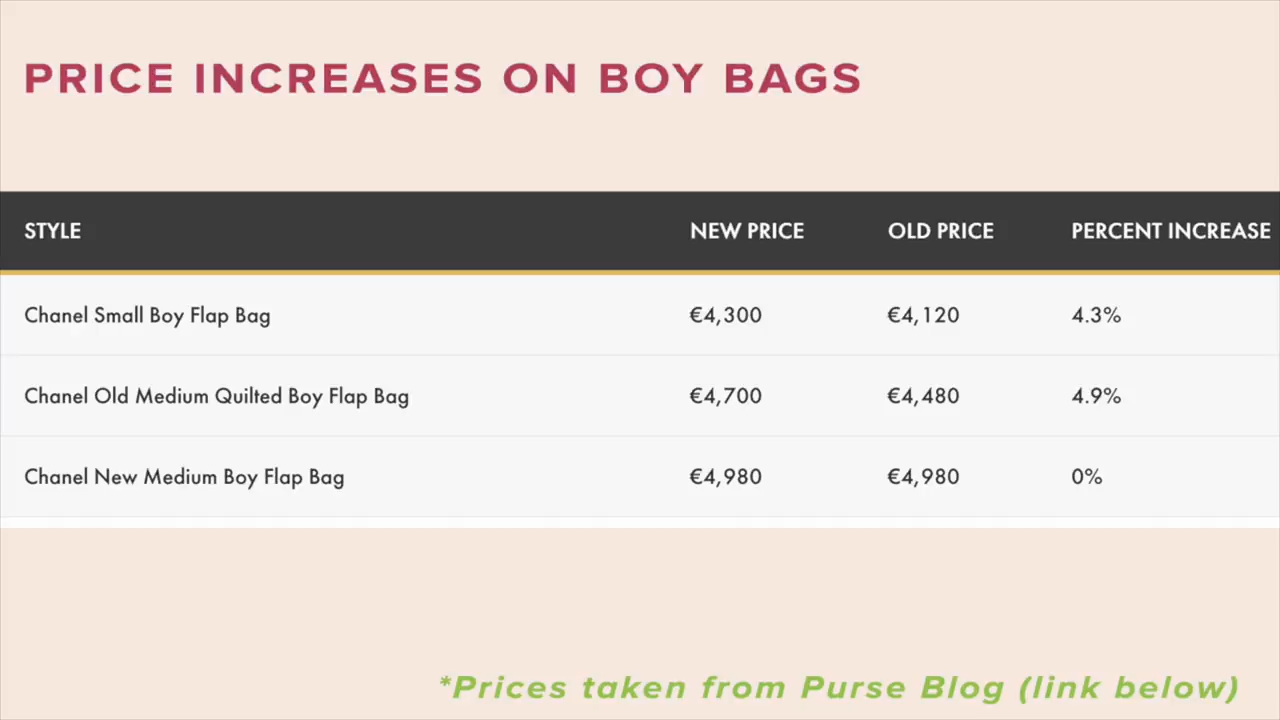 PRICE INCREASES ON BOY BAGS
STYLE NEW PRICE OLD PRICE PERCENT INCREASE
Chanel Small Boy Flap Bag €4,300 €4,120 4.3%
Chanel Old Medium Quilted Boy Flap Bag €4,700 €4,480 4.9%
Chanel New Medium Boy Flap Bag €4,980 €4,980 0%
*Prices taken from Purse Blog (link below)